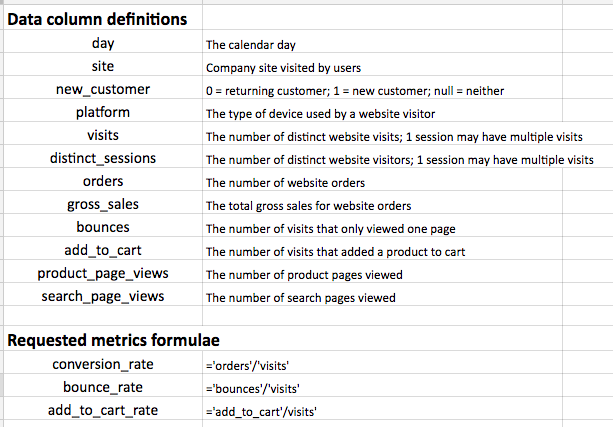 Data column definitions
day The calendar day
site Company site visited by users
new_customer 0 = returning customer; 1 = new customer; null = neither
platform The type of device used by a website visitor
visits The number of distinct website visits; 1 session may have multiple visits
distinct_sessions The number of distinct website visitors; 1 session may have multiple visits
orders The number of website orders
gross_sales The total gross sales for website orders
bounces The number of visits that only viewed one page
add_to_cart The number of visits that added a product to cart
product_page_views The number of product pages viewed
search_page_views The number of search pages viewed
Requested metrics formulae
conversion_rate ='orders'/'visits'
bounce_rate ='bounces'/'visits'
add_to_cart_rate ='add_to_cart'/visits'